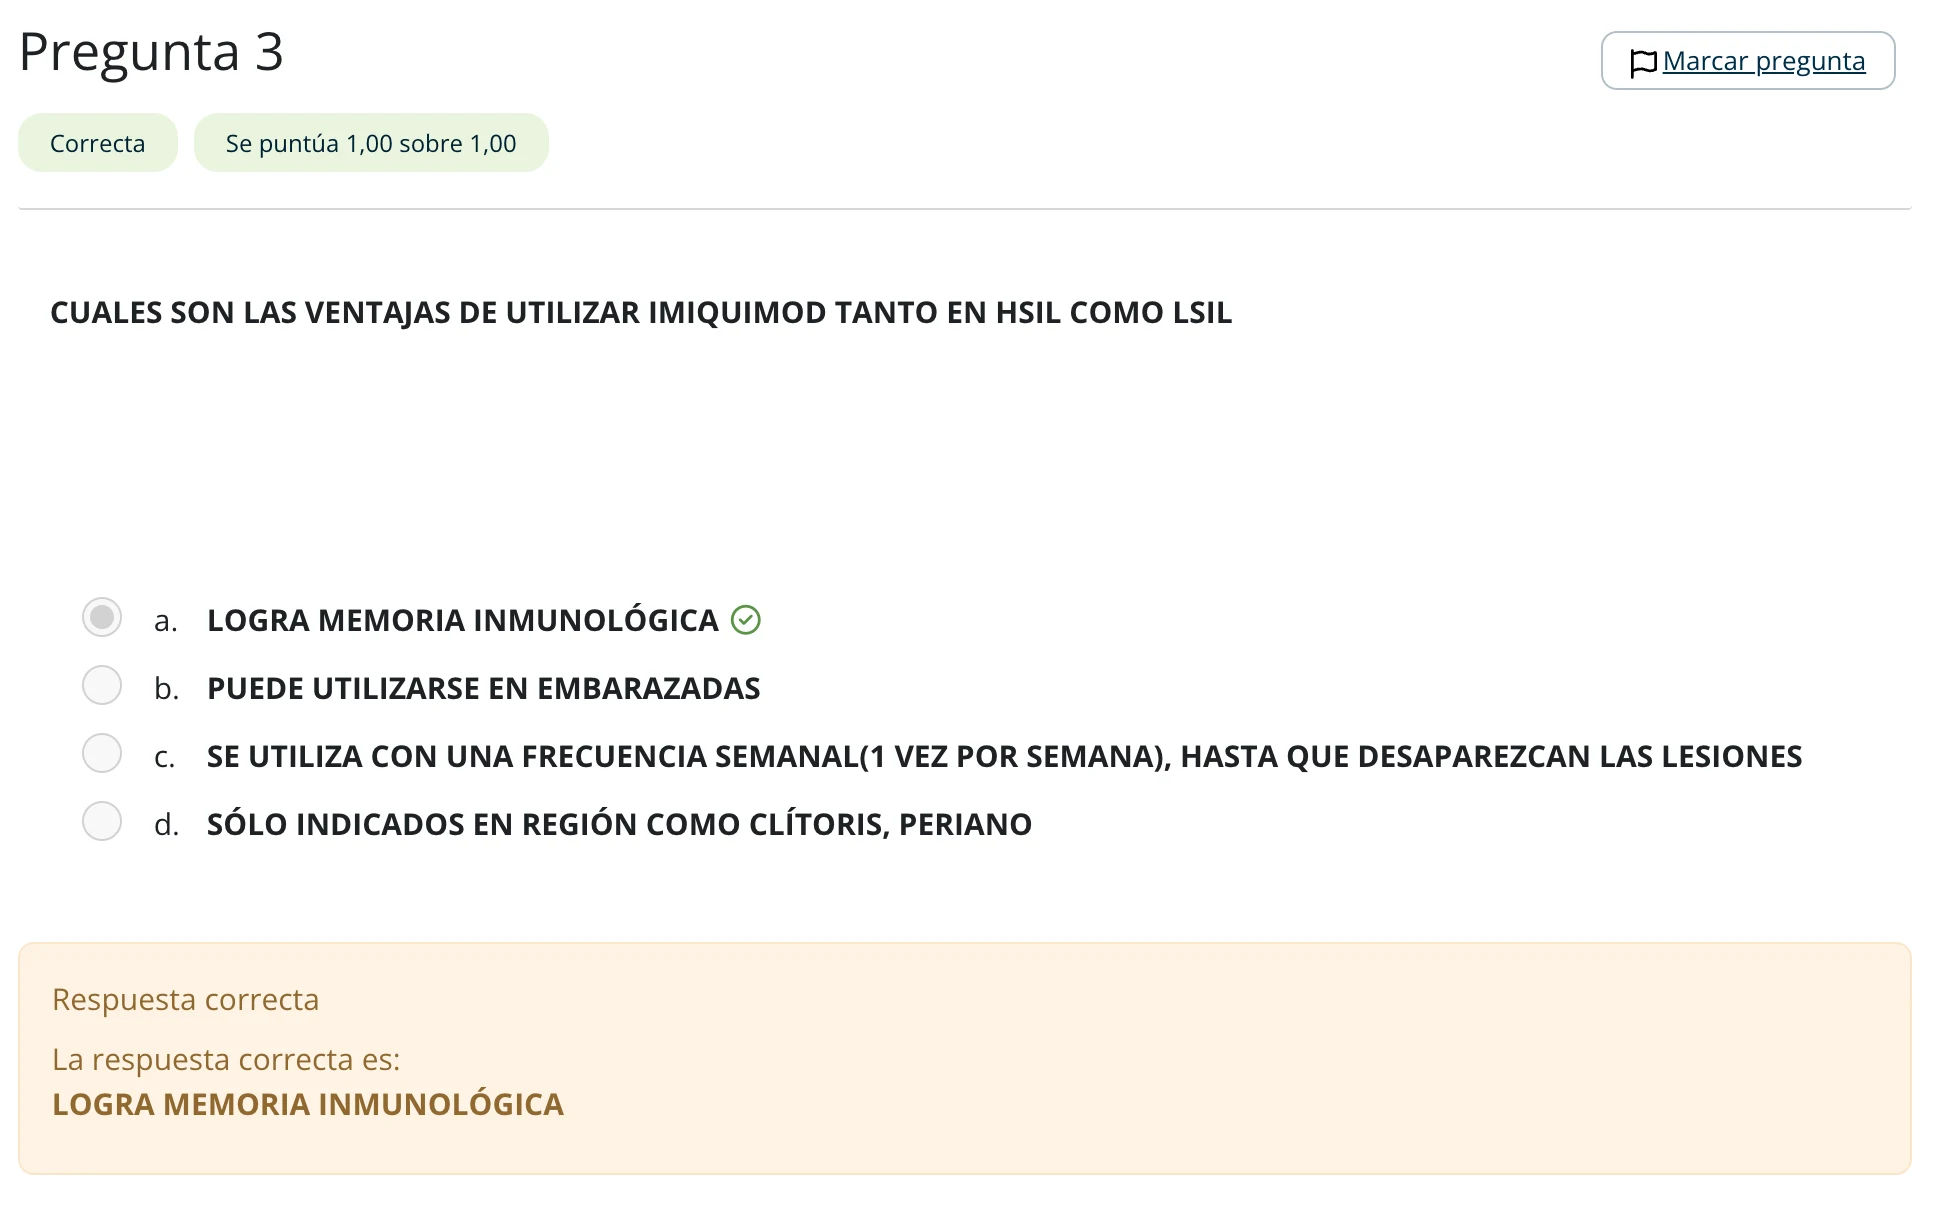 Pregunta 3
Marcar pregunta
Correcta
Se puntúa 1,00 sobre 1,00
CUALES SON LAS VENTAJAS DE UTILIZAR IMIQUIMOD TANTO EN HSIL COMO LSIL
a. LOGRA MEMORIA INMUNOLÓGICA
b. PUEDE UTILIZARSE EN EMBARAZADAS
c. SE UTILIZA CON UNA FRECUENCIA SEMANAL(1 VEZ POR SEMANA), HASTA QUE DESAPAREZCAN LAS LESIONES
d. SÓLO INDICADOS EN REGIÓN COMO CLÍTORIS, PERIANO
Respuesta correcta
La respuesta correcta es:
LOGRA MEMORIA INMUNOLÓGICA